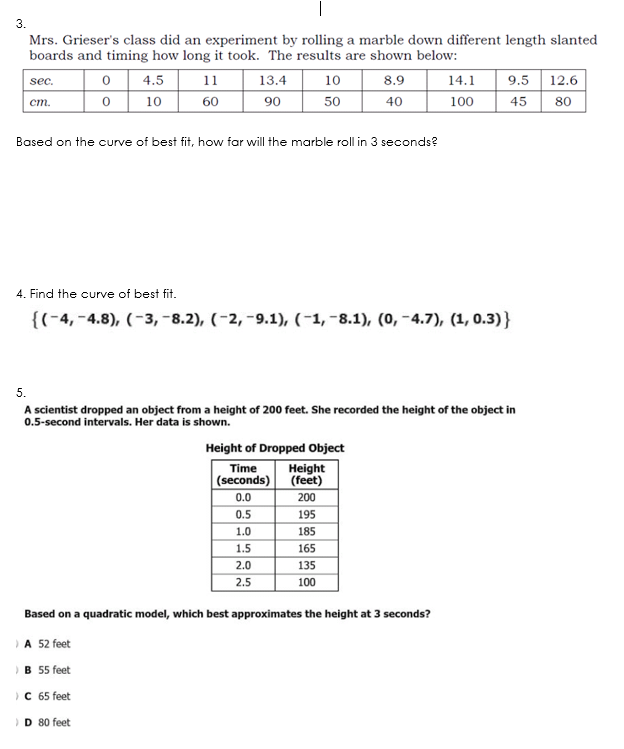 3.
Mrs. Grieser's class did an experiment by rolling a marble down different length slanted
boards and timing how long it took. The results are shown below:
sec. 0 4.5 11 13.4 10 8.9 14.1 9.5 12.6
cm. 0 10 60 90 50 40 100 45 80
Based on the curve of best fit, how far will the marble roll in 3 seconds?
4. Find the curve of best fit.
{(⁻4, ⁻4.8), (⁻3, ⁻8.2), (⁻2, ⁻9.1), (⁻1, ⁻8.1), (0, ⁻4.7), (1, 0.3)}
5.
A scientist dropped an object from a height of 200 feet. She recorded the height of the object in
0.5-second intervals. Her data is shown.
Height of Dropped Object
Time Height
(seconds) (feet)
0.0 200
0.5 195
1.0 185
1.5 165
2.0 135
2.5 100
Based on a quadratic model, which best approximates the height at 3 seconds?
) A 52 feet
) B 55 feet
) C 65 feet
) D 80 feet